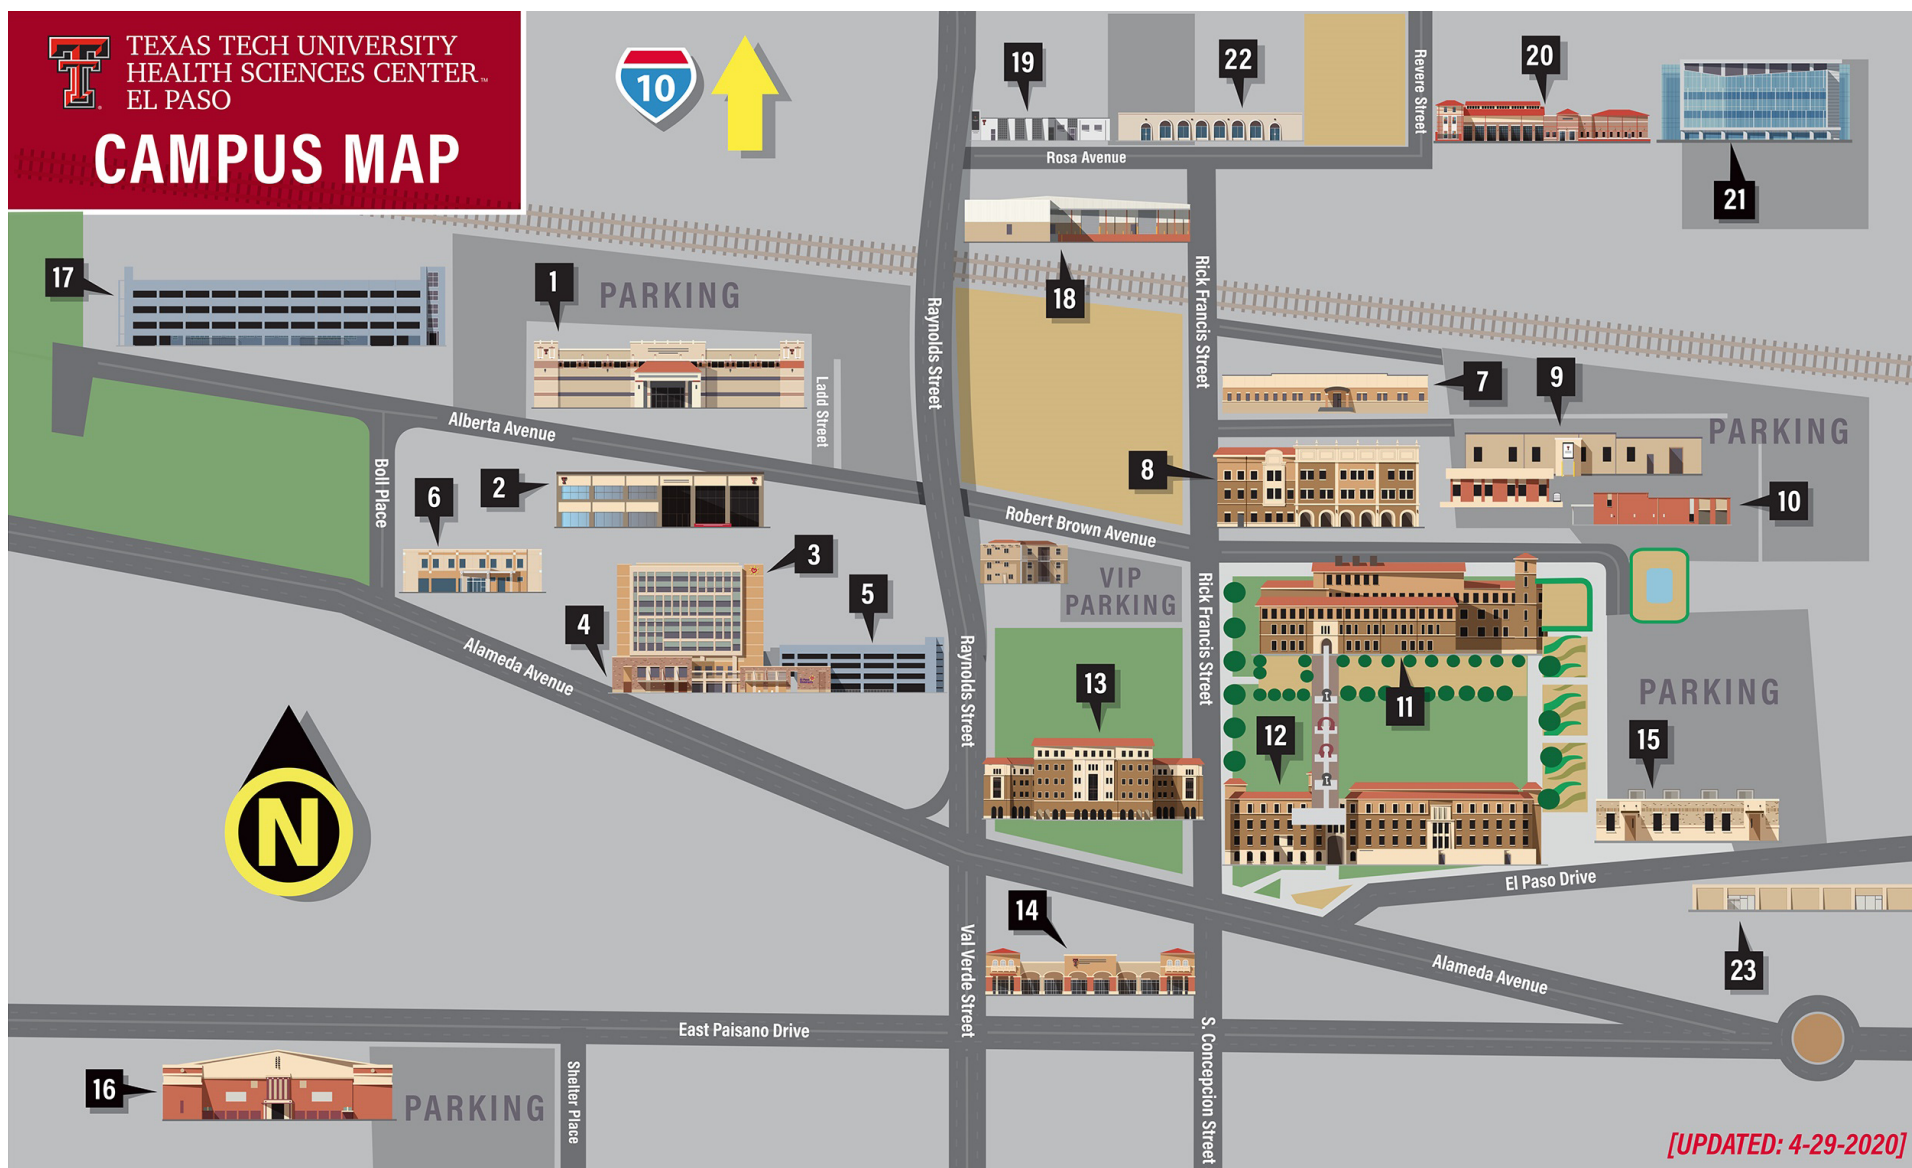 TEXAS TECH UNIVERSITY
HEALTH SCIENCES CENTER™
EL PASO
CAMPUS MAP
10
19
22
Revere Street
20
21
Rosa Avenue
17
1
PARKING
18
Raynolds Street
Rick Francis Street
7
9
PARKING
Ladd Street
Alberta Avenue
8
Boll Place
6
2
10
Robert Brown Avenue
3
VIP
PARKING
5
4
Alameda Avenue
Raynolds Street
Rick Francis Street
13
11
PARKING
12
15
N
El Paso Drive
14
Val Verde Street
Alameda Avenue
23
East Paisano Drive
S. Concepcion Street
16
PARKING
Shelter Place
[UPDATED: 4-29-2020]